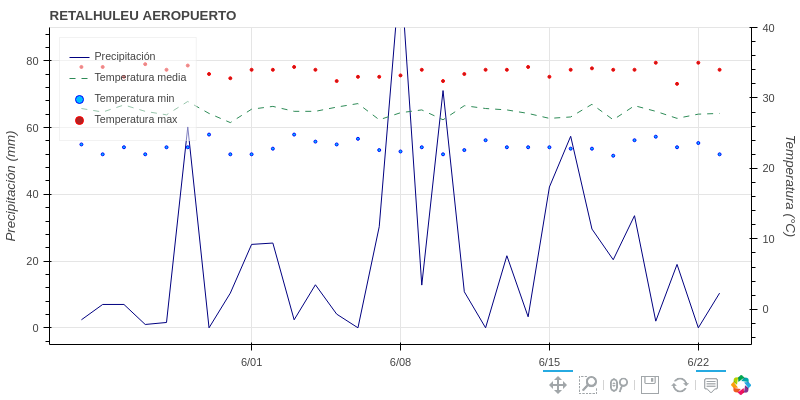 RETALHULEU AEROPUERTO
Precipitación
Temperatura media
Temperatura min
Temperatura max
Precipitación (mm)
80
60
40
20
0
Temperatura (°C)
40
30
20
10
0
6/01
6/08
6/15
6/22